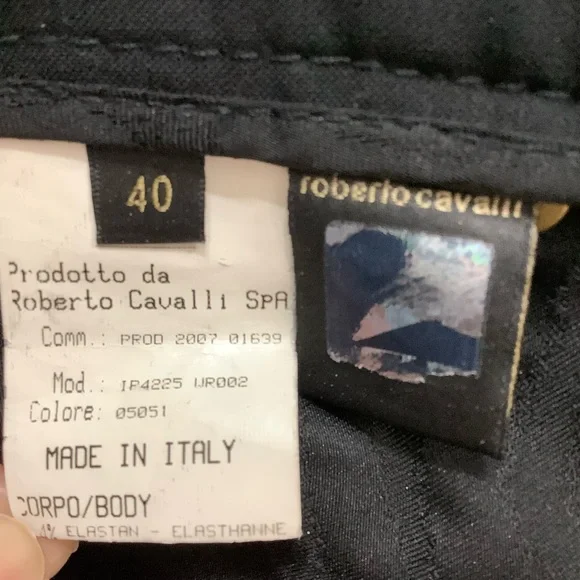 40
roberto cavalli
Prodotto da
Roberto Cavalli SpA
Comm.: PROD 2007 01639
Mod.: IP4225 WR002
Colore: 05051
MADE IN ITALY
CORPO/BODY
4% ELASTAN - ELASTHANNE